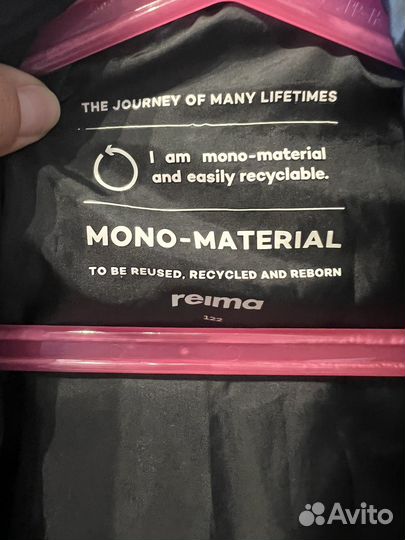 THE JOURNEY OF MANY LIFETIMES
I am mono-material
and easily recyclable.
MONO-MATERIAL
TO BE REUSED, RECYCLED AND REBORN
reima
122
Avito